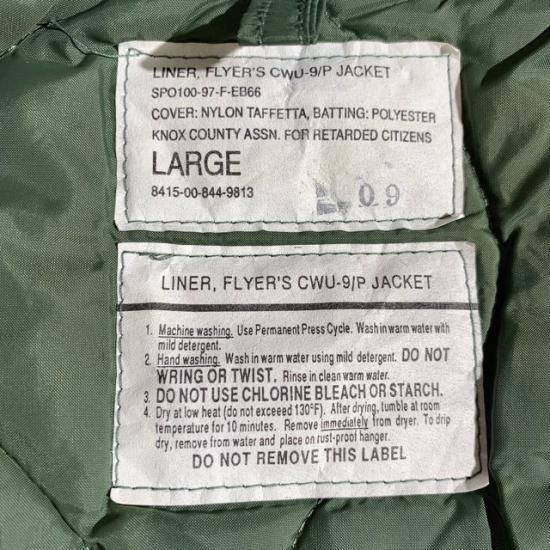 LINER, FLYER'S CWU-9/P JACKET
SPO100-97-F-EB66
COVER: NYLON TAFFETTA, BATTING: POLYESTER
KNOX COUNTY ASSN. FOR RETARDED CITIZENS
LARGE
8415-00-844-9813
09
LINER, FLYER'S CWU-9/P JACKET
1. Machine washing. Use Permanent Press Cycle. Wash in warm water with
mild detergent.
2. Hand washing. Wash in warm water using mild detergent. DO NOT
WRING OR TWIST. Rinse in clean warm water.
3. DO NOT USE CHLORINE BLEACH OR STARCH.
4. Dry at low heat (do not exceed 130°F). After drying, tumble at room
temperature for 10 minutes. Remove immediately from dryer. To drip
dry, remove from water and place on rust-proof hanger.
DO NOT REMOVE THIS LABEL